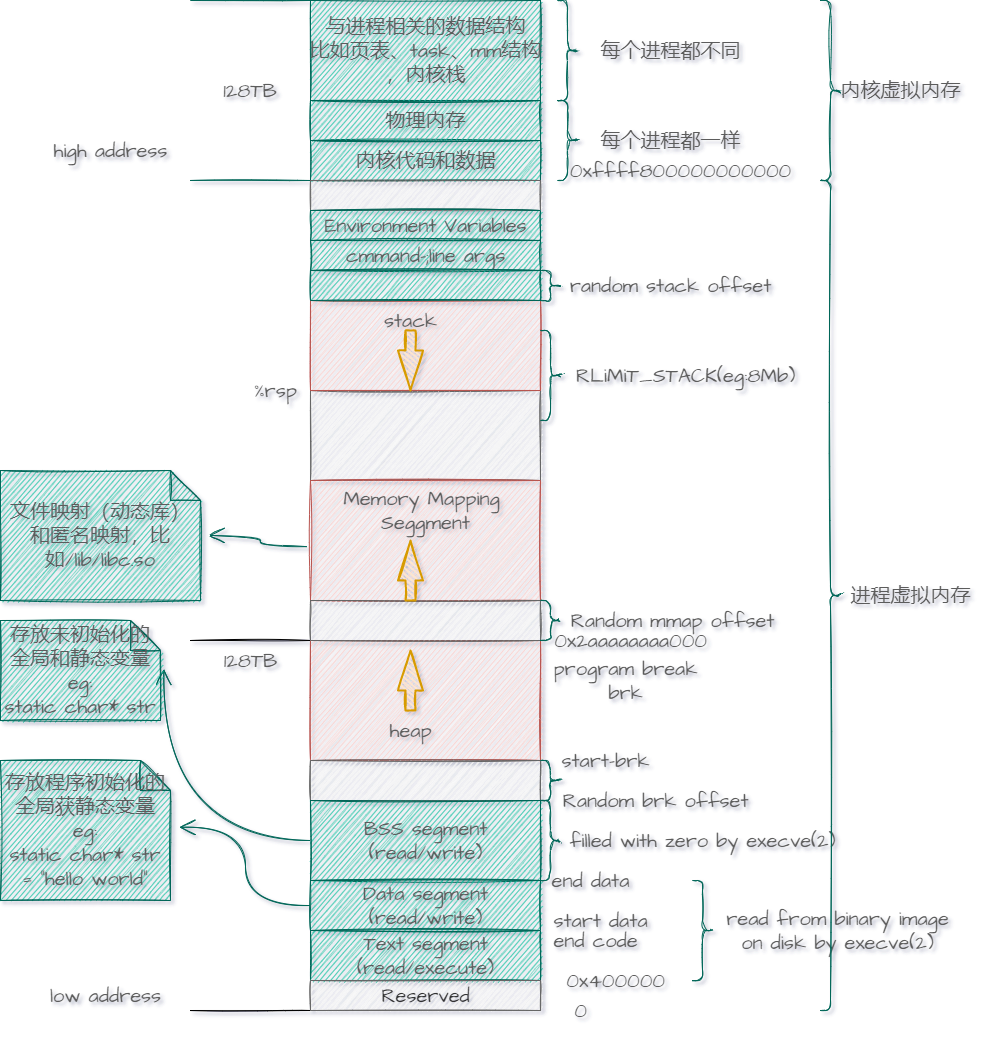 与进程相关的数据结构
比如页表、task、mm结构
，内核栈
每个进程都不同
128TB
内核虚拟内存
物理内存
high address
每个进程都一样
内核代码和数据
0xffff800000000000
Environment Variables
cmmand-;line args
random stack offset
stack
RLiMiT_STACK(eg:8Mb)
%rsp
Memory Mapping
Seggment
文件映射（动态库）
和匿名映射，比
如/lib/libc.so
进程虚拟内存
Random mmap offset
0x2aaaaaaaa000
存放未初始化的
全局和静态变量
eg:
static char* str
128TB
program break
brk
heap
start-brk
存放程序初始化的
全局获静态变量
eg:
static char* str
= "hello world"
Random brk offset
BSS segment
(read/write)
filled with zero by execve(2)
end data
Data segment
(read/write)
start data
end code
read from binary image
on disk by execve(2)
Text segment
(read/execute)
0x400000
low address
Reserved
0